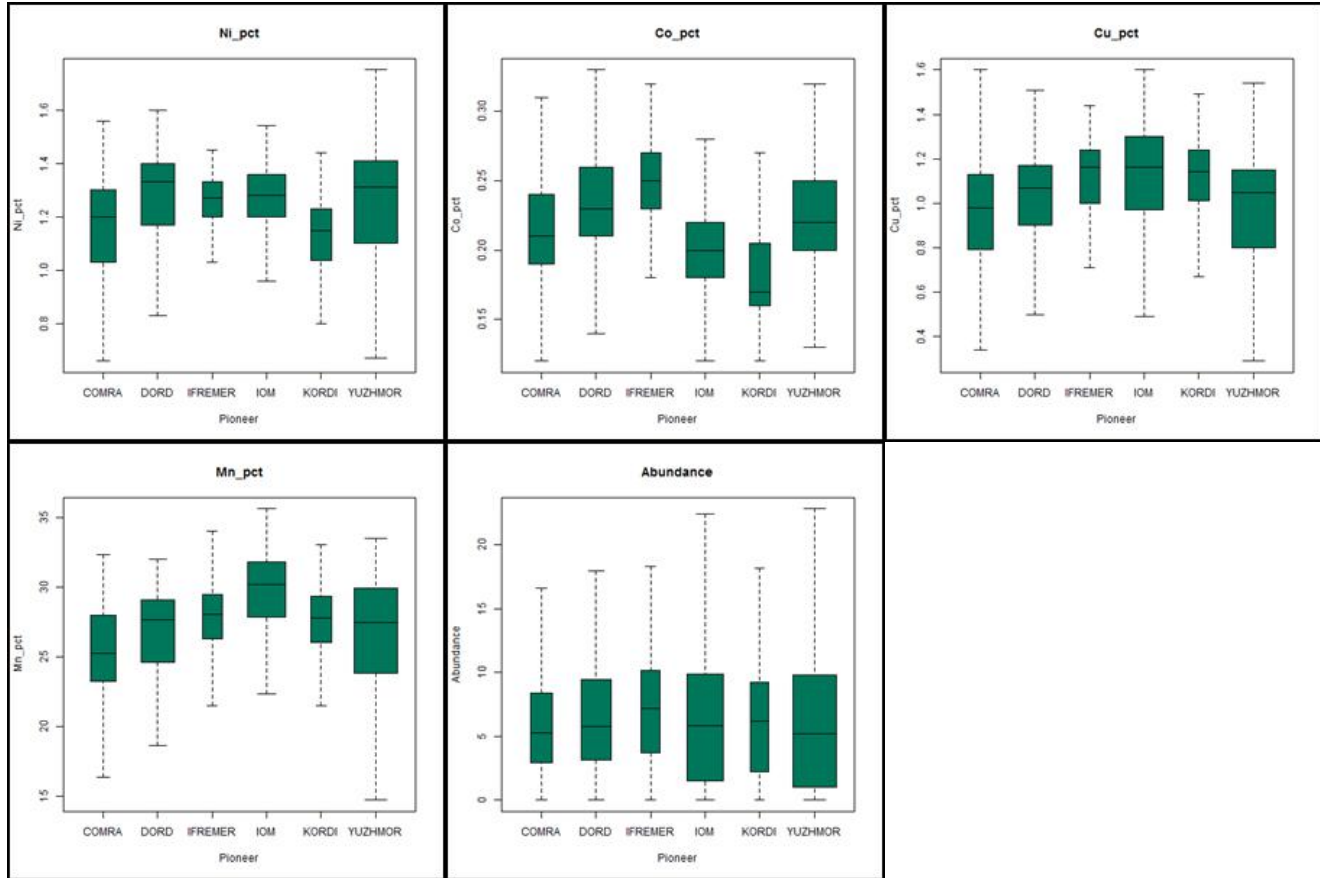 Ni_pct
Ni_pct
1.6
1.4
1.2
1.0
0.8
COMRA DORD IFREMER IOM KORDI YUZHMOR
Pioneer
Co_pct
Co_pct
0.30
0.25
0.20
0.15
COMRA DORD IFREMER IOM KORDI YUZHMOR
Pioneer
Cu_pct
Cu_pct
1.6
1.4
1.2
1.0
0.8
0.6
0.4
COMRA DORD IFREMER IOM KORDI YUZHMOR
Pioneer
Mn_pct
Mn_pct
35
30
25
20
15
COMRA DORD IFREMER IOM KORDI YUZHMOR
Pioneer
Abundance
Abundance
20
15
10
5
0
COMRA DORD IFREMER IOM KORDI YUZHMOR
Pioneer